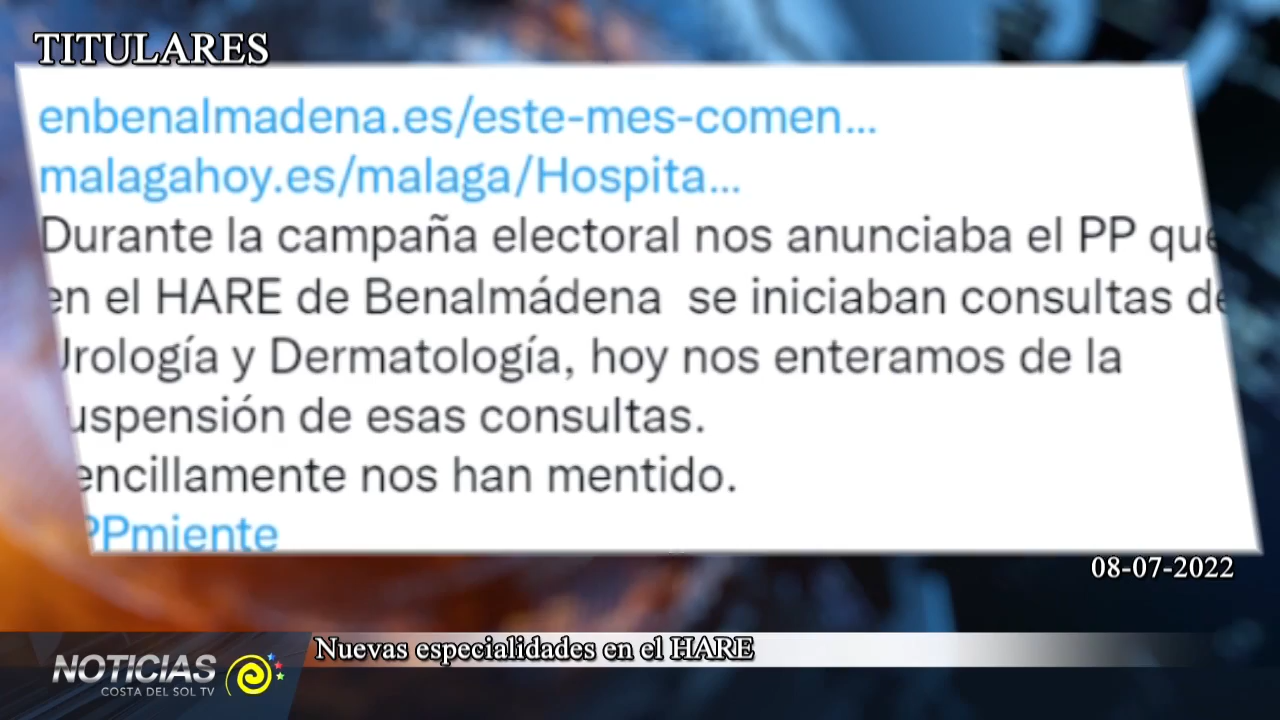 TITULARES
enbenalmadena.es/este-mes-comen...
malagahoy.es/malaga/Hospita...
Durante la campaña electoral nos anunciaba el PP que
en el HARE de Benalmádena se iniciaban consultas de
Urología y Dermatología, hoy nos enteramos de la
uspensión de esas consultas.
encillamente nos han mentido.
PPmiente
08-07-2022
Nuevas especialidades en el HARE
NOTICIAS
COSTA DEL SOL TV